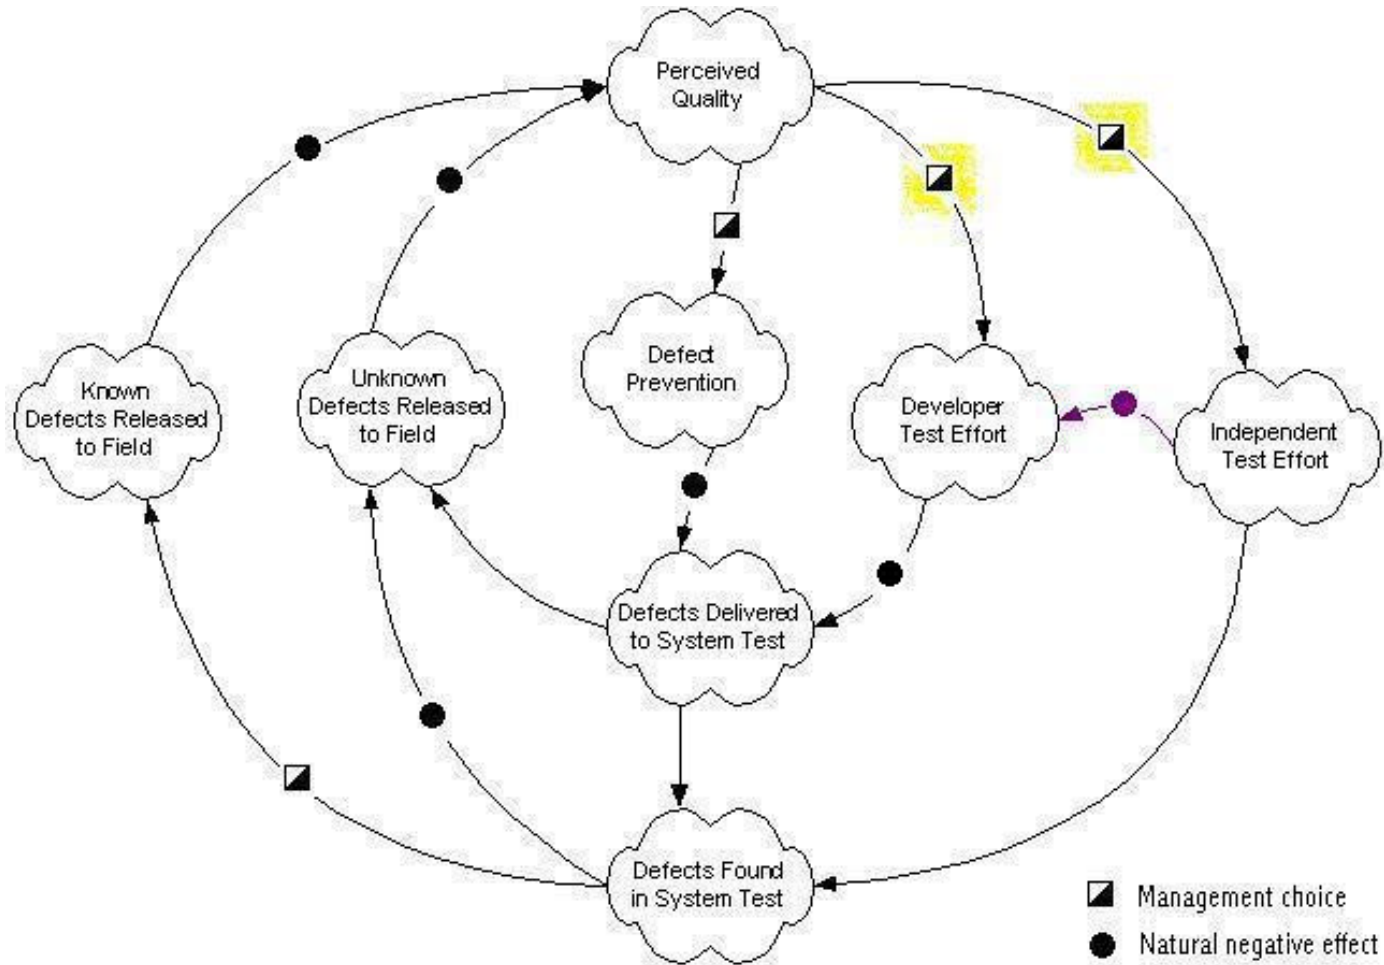 Perceived
Quality
Defect
Prevention
Known
Defects Released
to Field
Unknown
Defects Released
to Field
Developer
Test Effort
Independent
Test Effort
Defects Delivered
to System Test
Defects Found
in System Test
Management choice
Natural negative effect